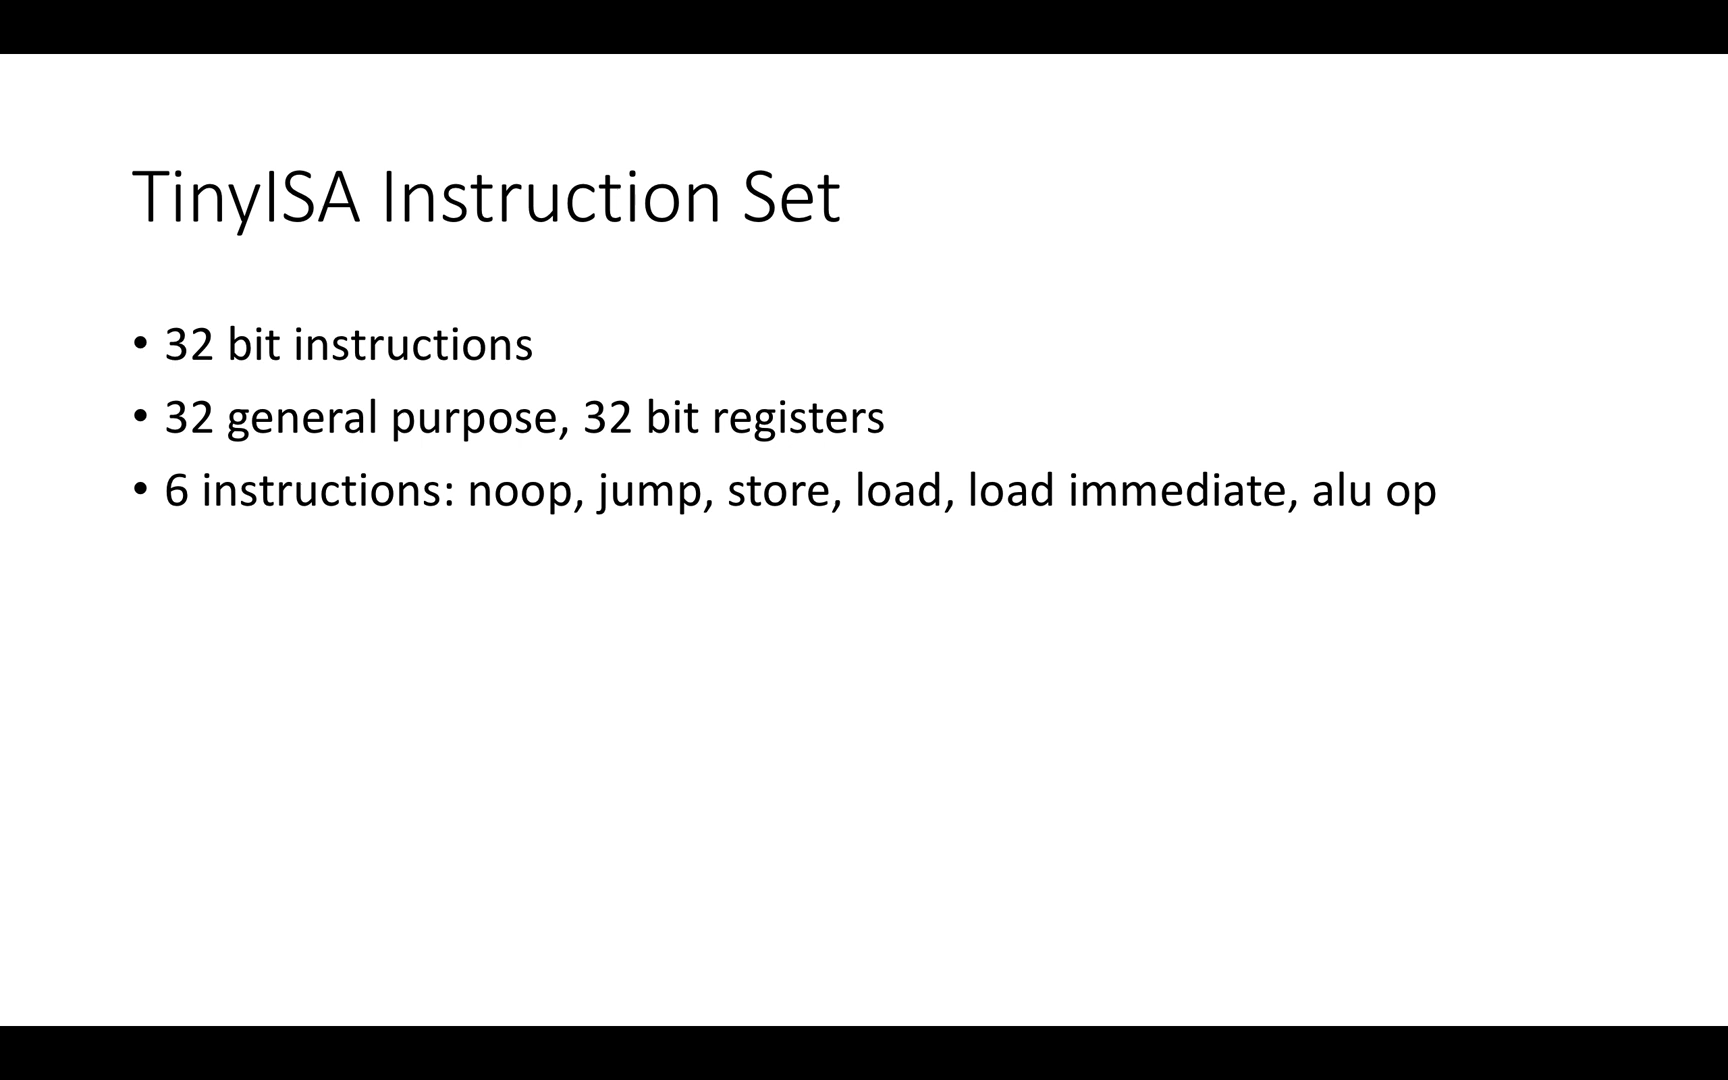 TinyISA Instruction Set
• 32 bit instructions
• 32 general purpose, 32 bit registers
• 6 instructions: noop, jump, store, load, load immediate, alu op